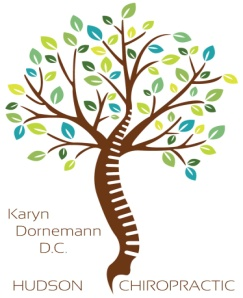 Karyn
Dornemann
D.C.
HUDSON CHIROPRACTIC